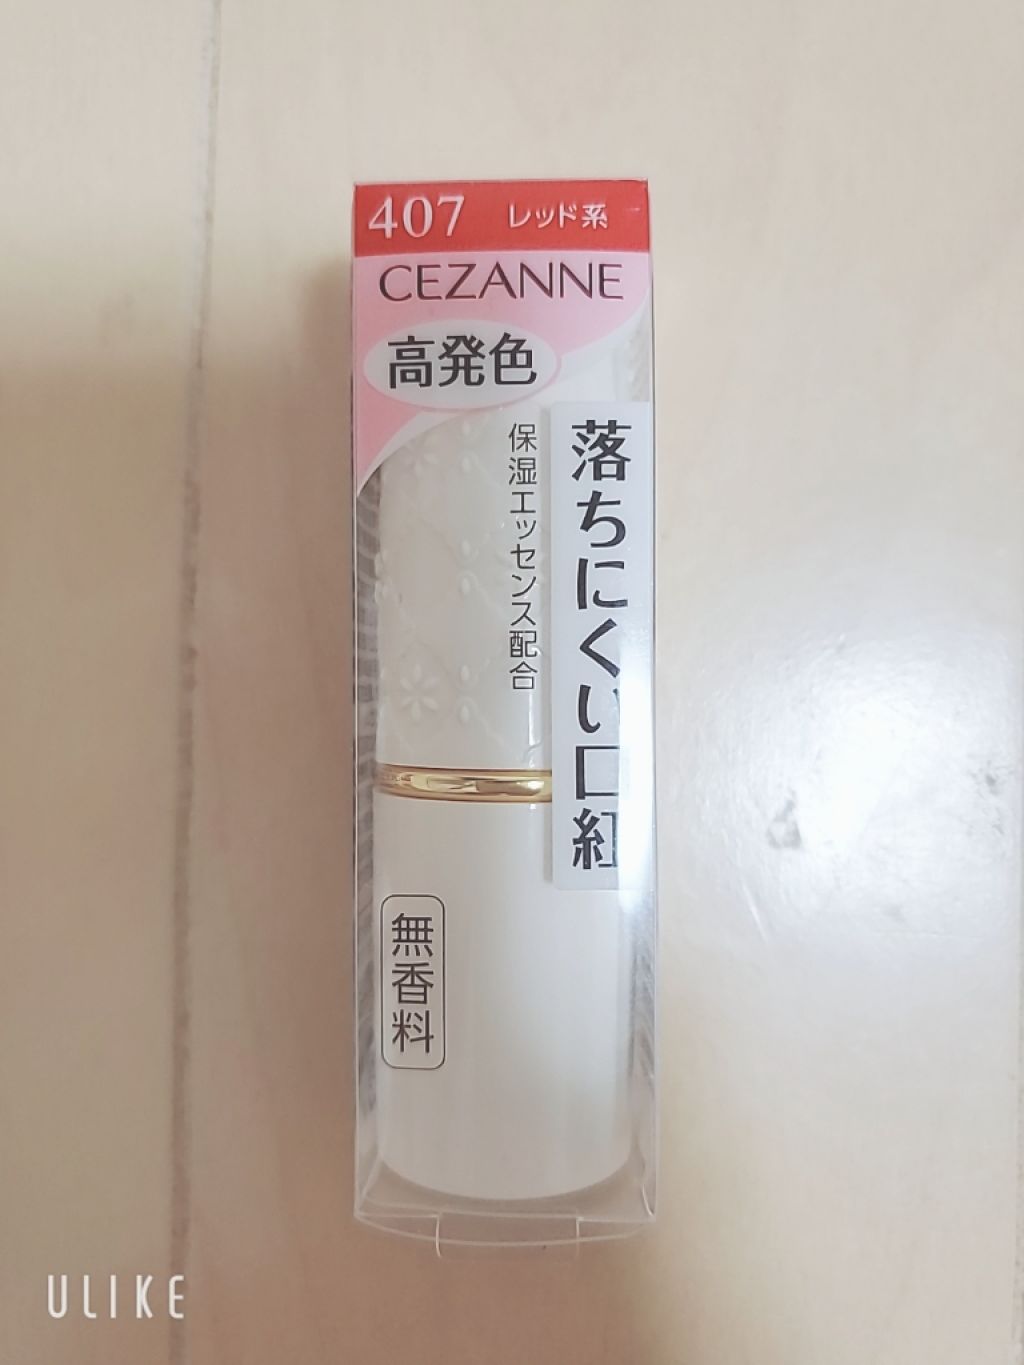 407 レッド系
CEZANNE
高発色
落ちにくい口紅
保湿エッセンス配合
無香料
ULIKE